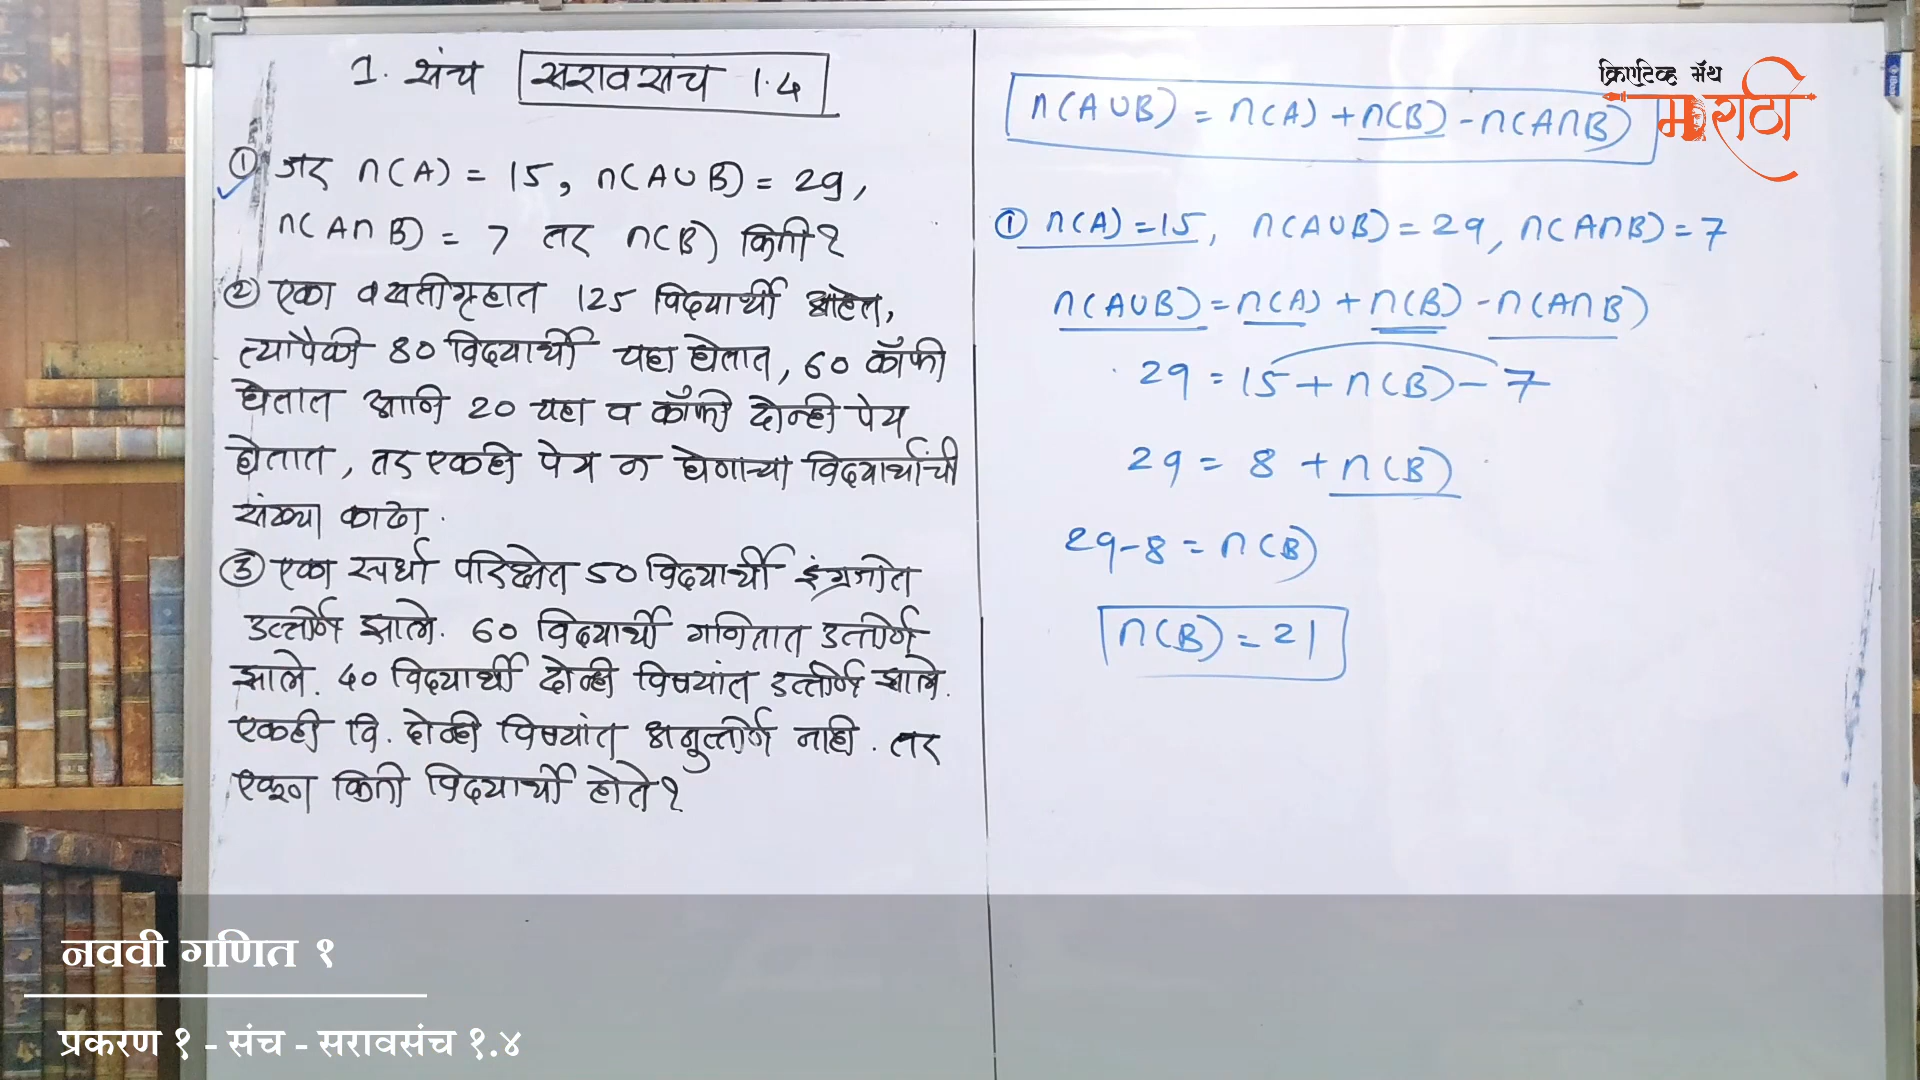 1. संच सरावसंच 1.4
① जर n(A) = 15, n(A∪B) = 29,
n(A∩B) = 7 तर n(B) किती?
② एका वसतीगृहात 125 विद्यार्थी आहेत,
त्यापैकी 80 विद्यार्थी चहा घेतात, 60 कॉफी
घेतात आणि 20 चहा व कॉफी दोन्ही पेय
घेतात, तर एकही पेय न घेणाऱ्या विद्यार्थ्यांची
संख्या काढा.
③ एका स्पर्धा परिक्षेत 50 विद्यार्थी इंग्रजीत
उत्तीर्ण झाले. 60 विद्यार्थी गणितात उत्तीर्ण
झाले. 40 विद्यार्थी दोन्ही विषयांत उत्तीर्ण झाले.
एकही वि. दोन्ही विषयांत अनुत्तीर्ण नाही. तर
एकूण किती विद्यार्थी होते?
क्रिएटिव्ह मॅथ
मराठी
n(A∪B) = n(A) + n(B) - n(A∩B)
① n(A) = 15, n(A∪B) = 29, n(A∩B) = 7
n(A∪B) = n(A) + n(B) - n(A∩B)
29 = 15 + n(B) - 7
29 = 8 + n(B)
29 - 8 = n(B)
n(B) = 21
नववी गणित १
प्रकरण १ - संच - सरावसंच १.४